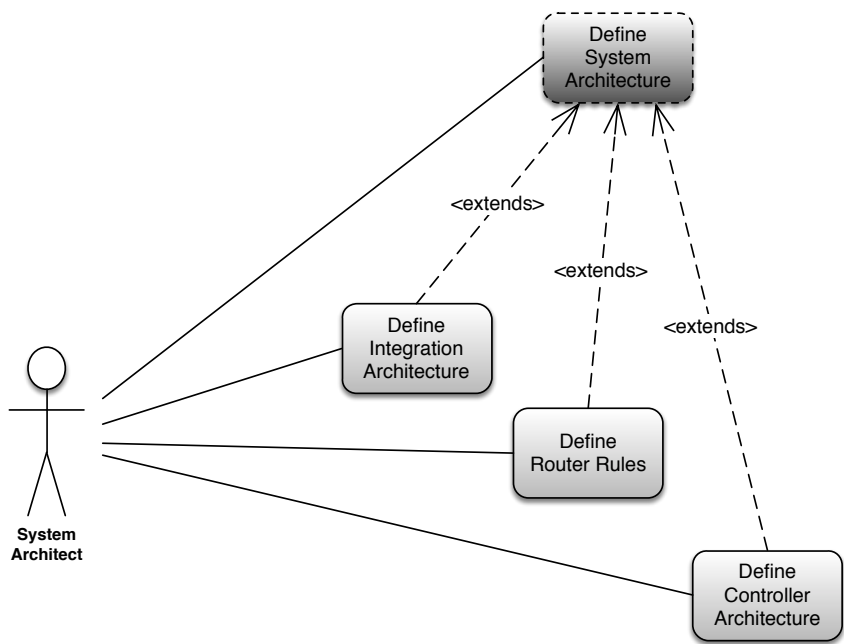 Define
System
Architecture
<extends>
<extends>
<extends>
Define
Integration
Architecture
Define
Router Rules
System
Architect
Define
Controller
Architecture